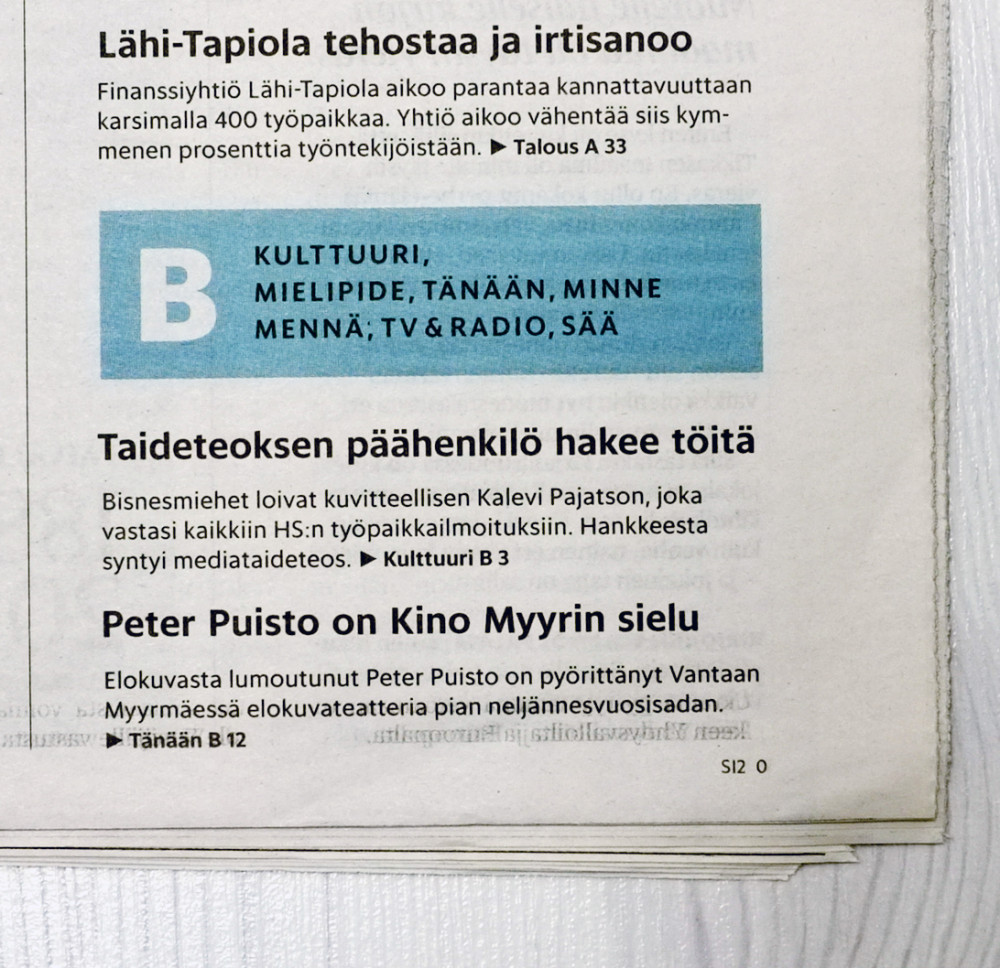 Lähi-Tapiola tehostaa ja irtisanoo
Finanssiyhtiö Lähi-Tapiola aikoo parantaa kannattavuuttaan
karsimalla 400 työpaikkaa. Yhtiö aikoo vähentää siis kym-
menen prosenttia työntekijöistään. ▶ Talous A 33
B
KULTTUURI,
MIELIPIDE, TÄNÄÄN, MINNE
MENNÄ; TV & RADIO, SÄÄ
Taideteoksen päähenkilö hakee töitä
Bisnesmiehet loivat kuvitteellisen Kalevi Pajatson, joka
vastasi kaikkiin HS:n työpaikkailmoituksiin. Hankkeesta
syntyi mediataideteos. ▶ Kulttuuri B 3
Peter Puisto on Kino Myyrin sielu
Elokuvasta lumoutunut Peter Puisto on pyörittänyt Vantaan
Myyrmäessä elokuvateatteria pian neljännesvuosisadan.
▶ Tänään B 12
SI2 0